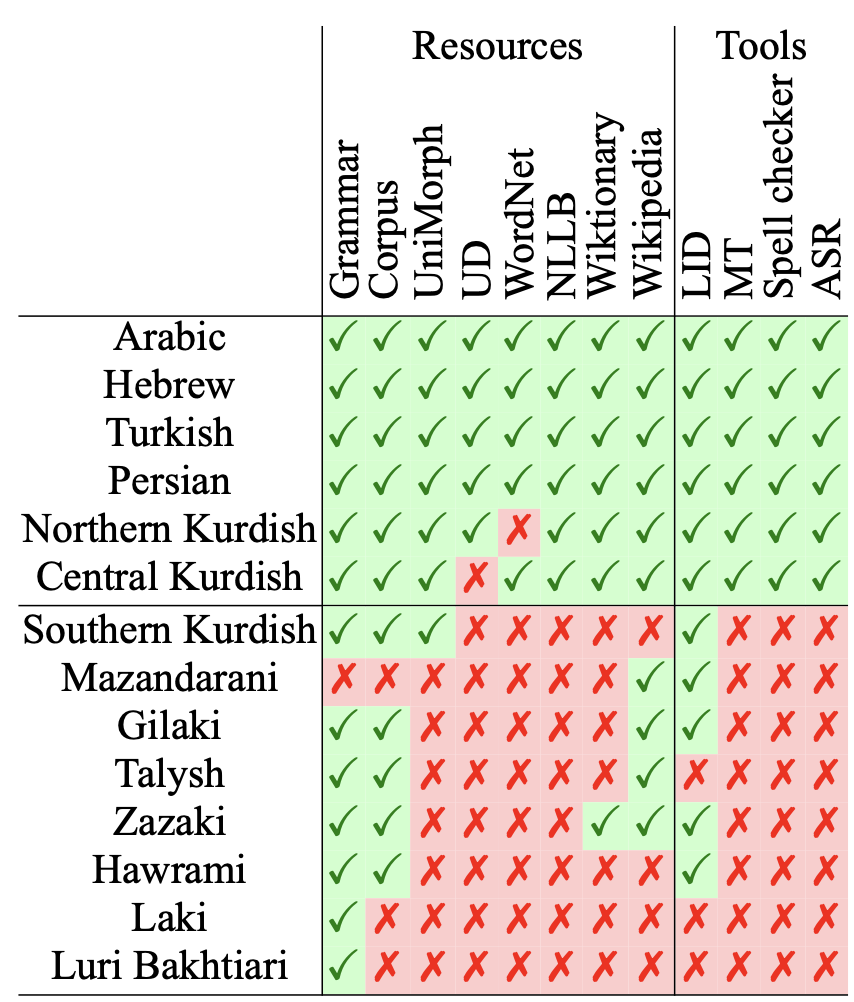 Resources Tools
Grammar Corpus UniMorph UD WordNet NLLB Wiktionary Wikipedia LID MT Spell checker ASR
Arabic ✓ ✓ ✓ ✓ ✓ ✓ ✓ ✓ ✓ ✓ ✓ ✓
Hebrew ✓ ✓ ✓ ✓ ✓ ✓ ✓ ✓ ✓ ✓ ✓ ✓
Turkish ✓ ✓ ✓ ✓ ✓ ✓ ✓ ✓ ✓ ✓ ✓ ✓
Persian ✓ ✓ ✓ ✓ ✓ ✓ ✓ ✓ ✓ ✓ ✓ ✓
Northern Kurdish ✓ ✓ ✓ ✓ ✗ ✓ ✓ ✓ ✓ ✓ ✓ ✓
Central Kurdish ✓ ✓ ✓ ✗ ✓ ✓ ✓ ✓ ✓ ✓ ✓ ✓
Southern Kurdish ✓ ✓ ✓ ✗ ✗ ✗ ✗ ✗ ✓ ✗ ✗ ✗
Mazandarani ✗ ✗ ✗ ✗ ✗ ✗ ✗ ✓ ✓ ✗ ✗ ✗
Gilaki ✓ ✓ ✗ ✗ ✗ ✗ ✗ ✓ ✓ ✗ ✗ ✗
Talysh ✓ ✓ ✗ ✗ ✗ ✗ ✗ ✓ ✗ ✗ ✗ ✗
Zazaki ✓ ✓ ✗ ✗ ✗ ✗ ✓ ✓ ✓ ✗ ✗ ✗
Hawrami ✓ ✓ ✗ ✗ ✗ ✗ ✗ ✗ ✓ ✗ ✗ ✗
Laki ✓ ✗ ✗ ✗ ✗ ✗ ✗ ✗ ✗ ✗ ✗ ✗
Luri Bakhtiari ✓ ✗ ✗ ✗ ✗ ✗ ✗ ✗ ✗ ✗ ✗ ✗